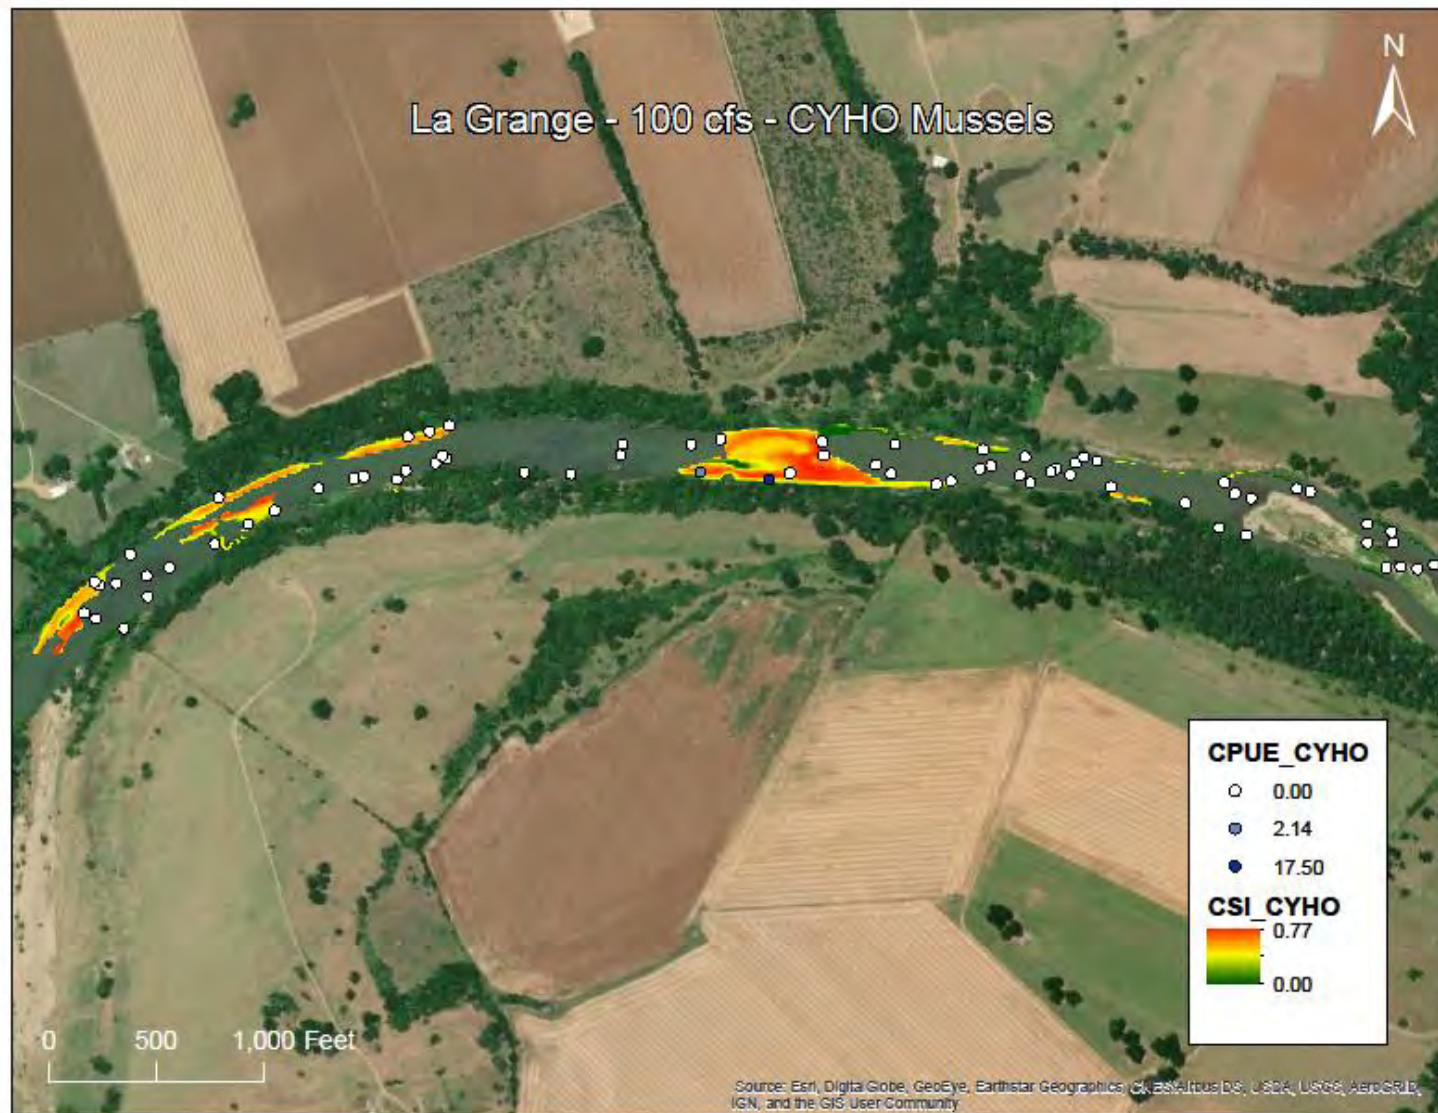 La Grange - 100 cfs - CYHO Mussels
N
CPUE_CYHO
0.00
2.14
17.50
CSI_CYHO
0.77
0.00
0 500 1,000 Feet
Source: Esri, DigitalGlobe, GeoEye, Earthstar Geographics, CNES/Airbus DS, USDA, USGS, AeroGRID,
IGN, and the GIS User Community